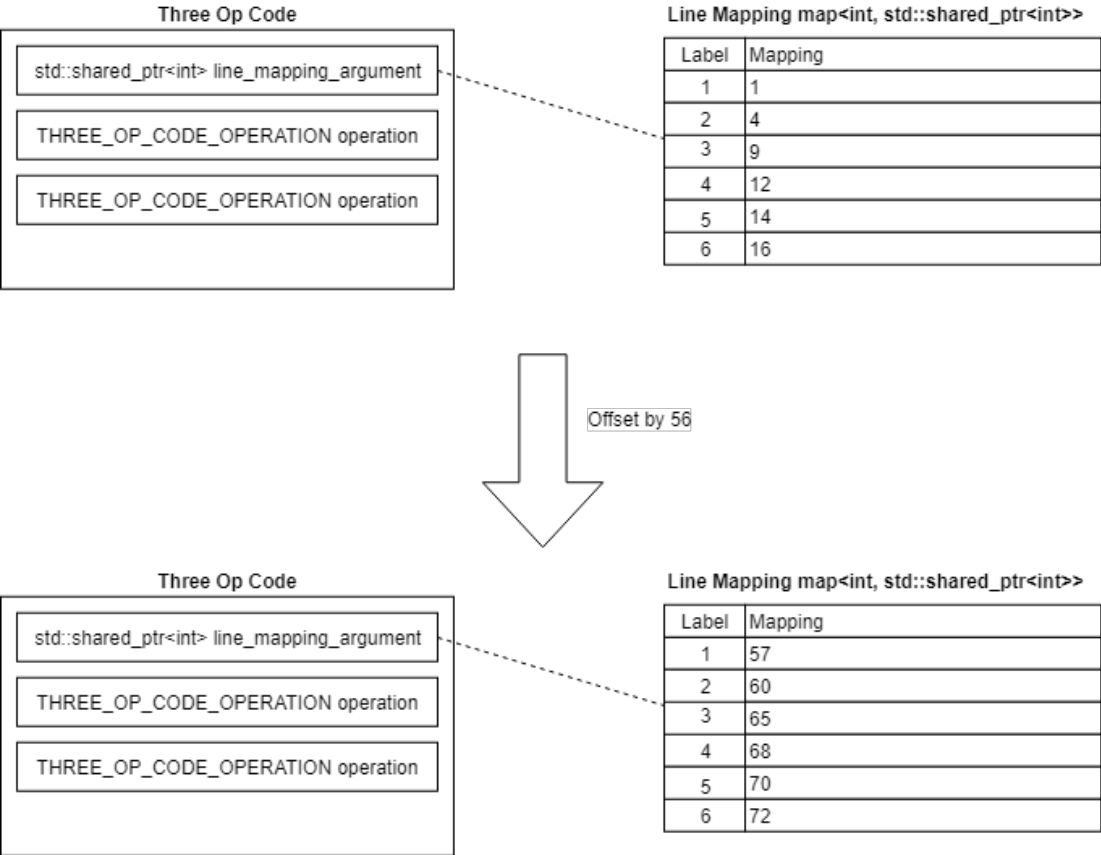 Three Op Code
Line Mapping map<int, std::shared_ptr<int>>
std::shared_ptr<int> line_mapping_argument
THREE_OP_CODE_OPERATION operation
THREE_OP_CODE_OPERATION operation
Label Mapping
1 1
2 4
3 9
4 12
5 14
6 16
Offset by 56
Three Op Code
Line Mapping map<int, std::shared_ptr<int>>
std::shared_ptr<int> line_mapping_argument
THREE_OP_CODE_OPERATION operation
THREE_OP_CODE_OPERATION operation
Label Mapping
1 57
2 60
3 65
4 68
5 70
6 72